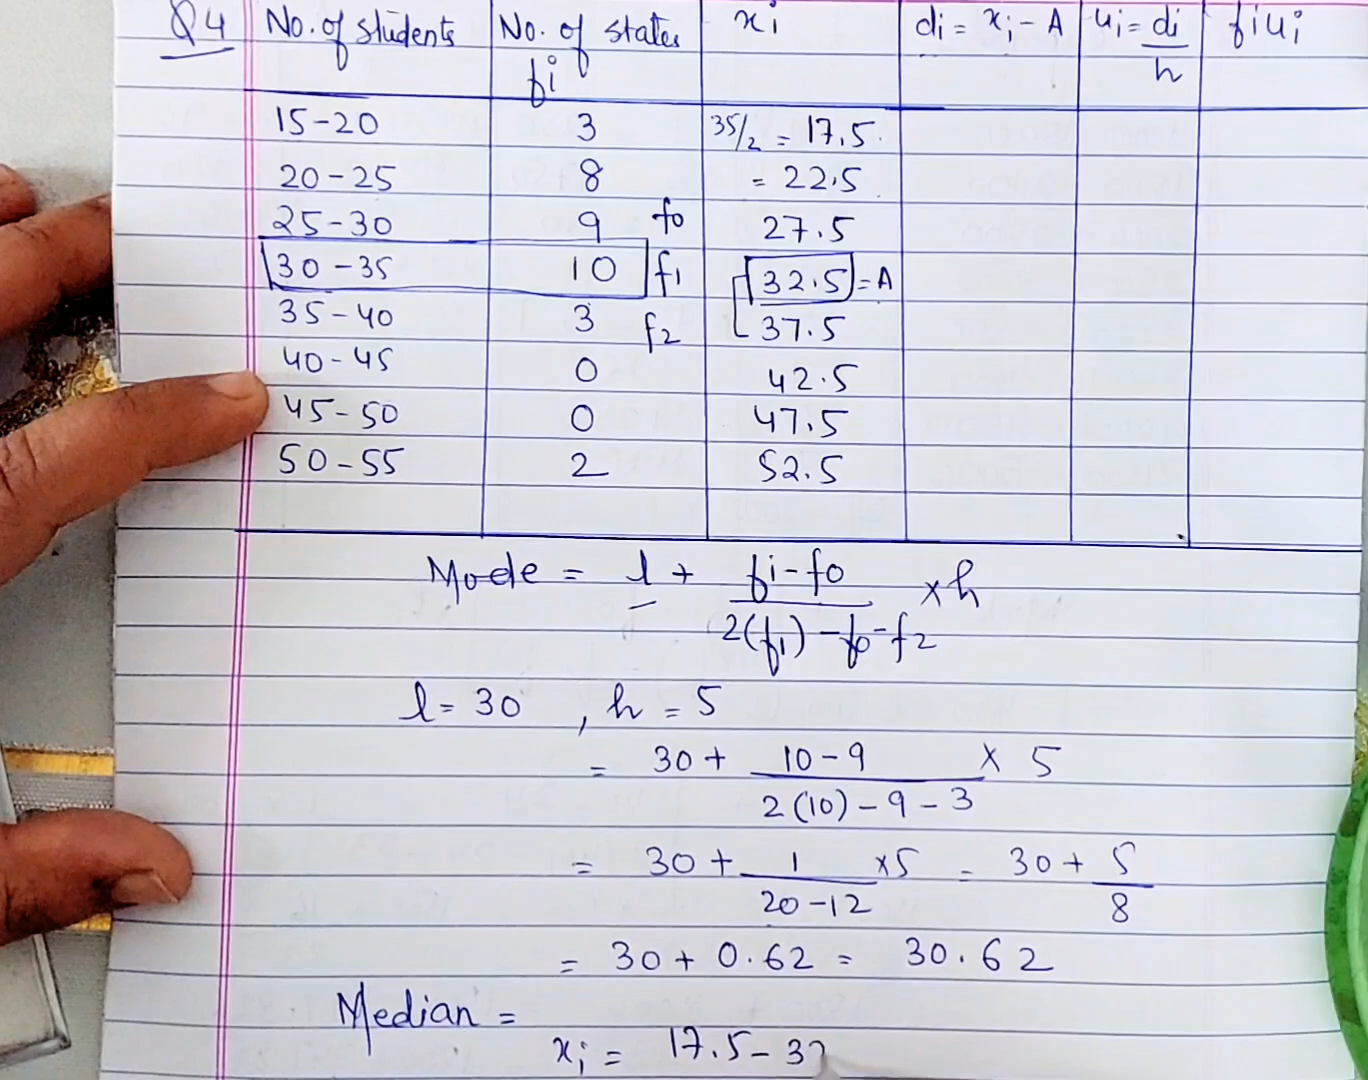 Q4 No. of students No. of states fi xi di = xi - A ui = di/h fiui
15-20 3 35/2 = 17.5
20-25 8 = 22.5
25-30 9 f0 27.5
30-35 10 f1 32.5 = A
35-40 3 f2 37.5
40-45 0 42.5
45-50 0 47.5
50-55 2 52.5
Mode = l + fi-f0 / 2(f1)-f0-f2 × h
l = 30 , h = 5
= 30 + 10-9 / 2(10)-9-3 × 5
= 30 + 1 / 20-12 ×5 = 30 + 5/8
= 30 + 0.62 = 30.62
Median =
xi = 17.5 -